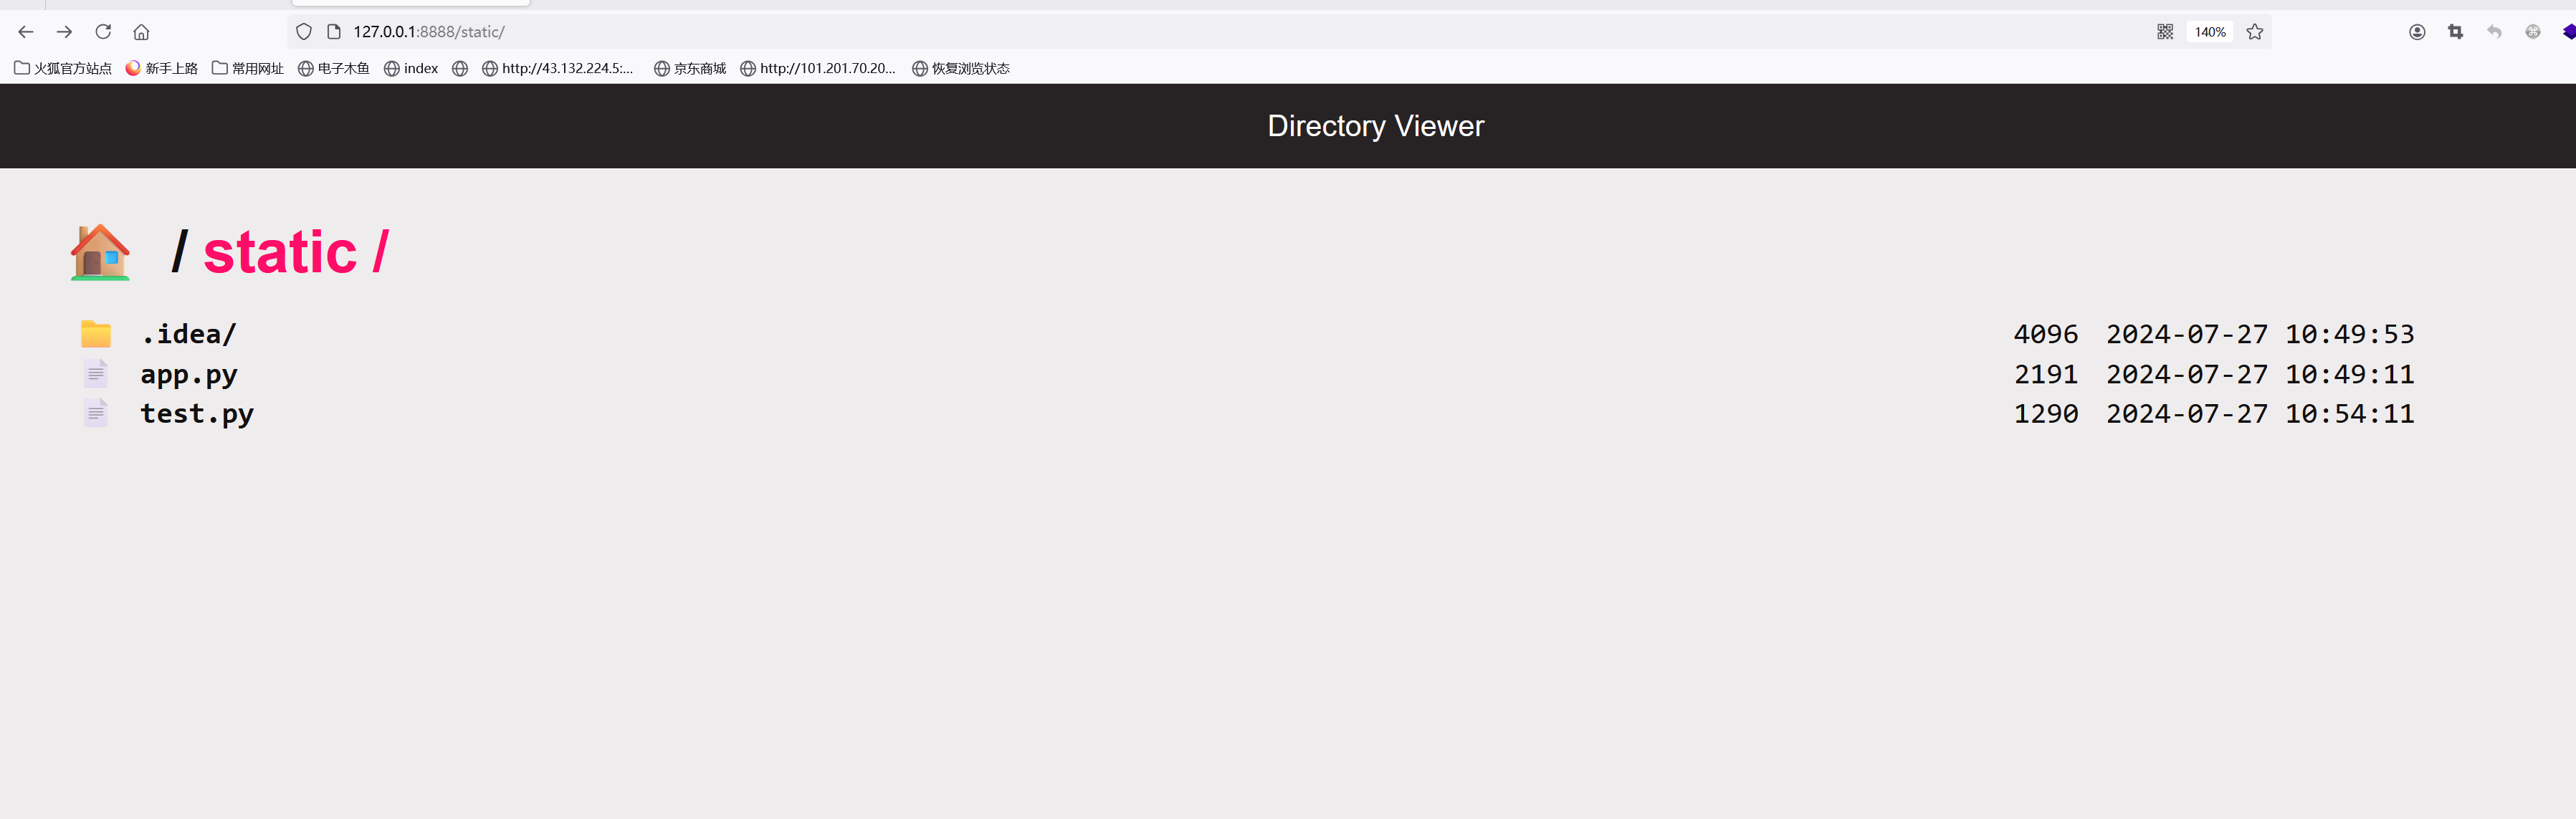 127.0.0.1:8888/static/ 140%
火狐官方站点 新手上路 常用网址 电子木鱼 index http://43.132.224.5:... 京东商城 http://101.201.70.20... 恢复浏览状态
Directory Viewer
/ static /
.idea/ 4096 2024-07-27 10:49:53
app.py 2191 2024-07-27 10:49:11
test.py 1290 2024-07-27 10:54:11